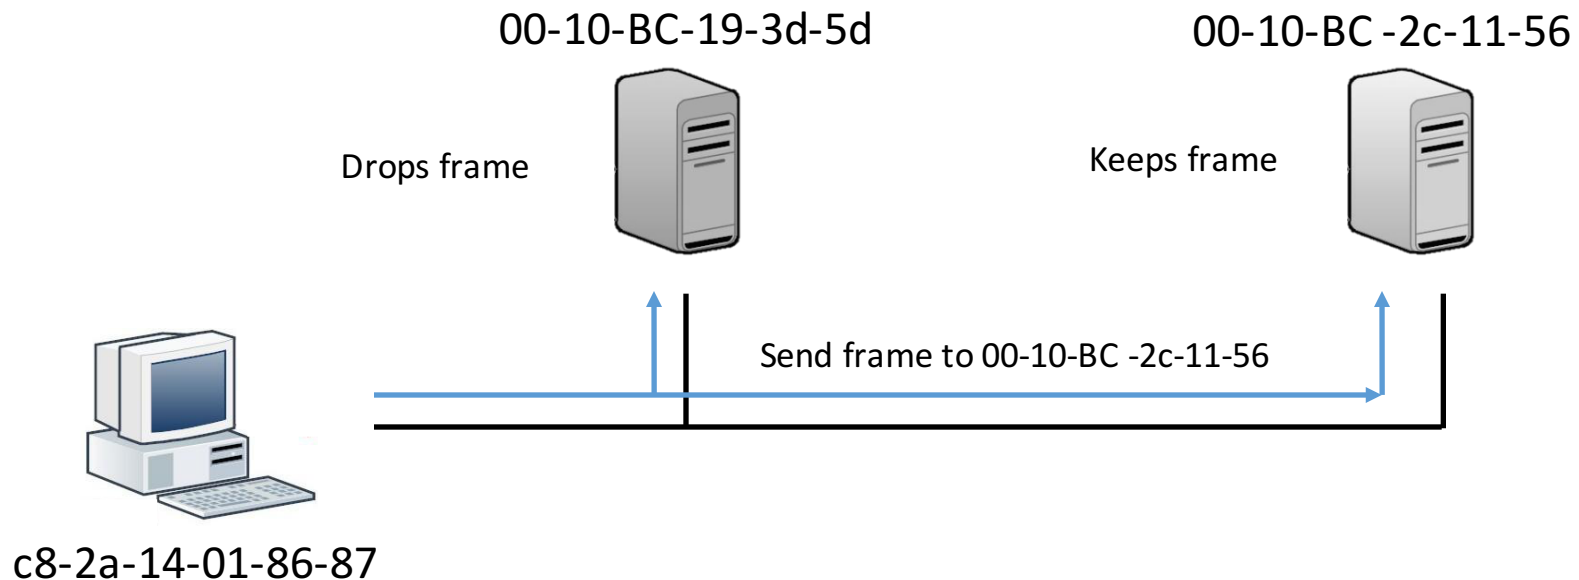 00-10-BC-19-3d-5d
00-10-BC -2c-11-56
Drops frame
Keeps frame
Send frame to 00-10-BC -2c-11-56
c8-2a-14-01-86-87